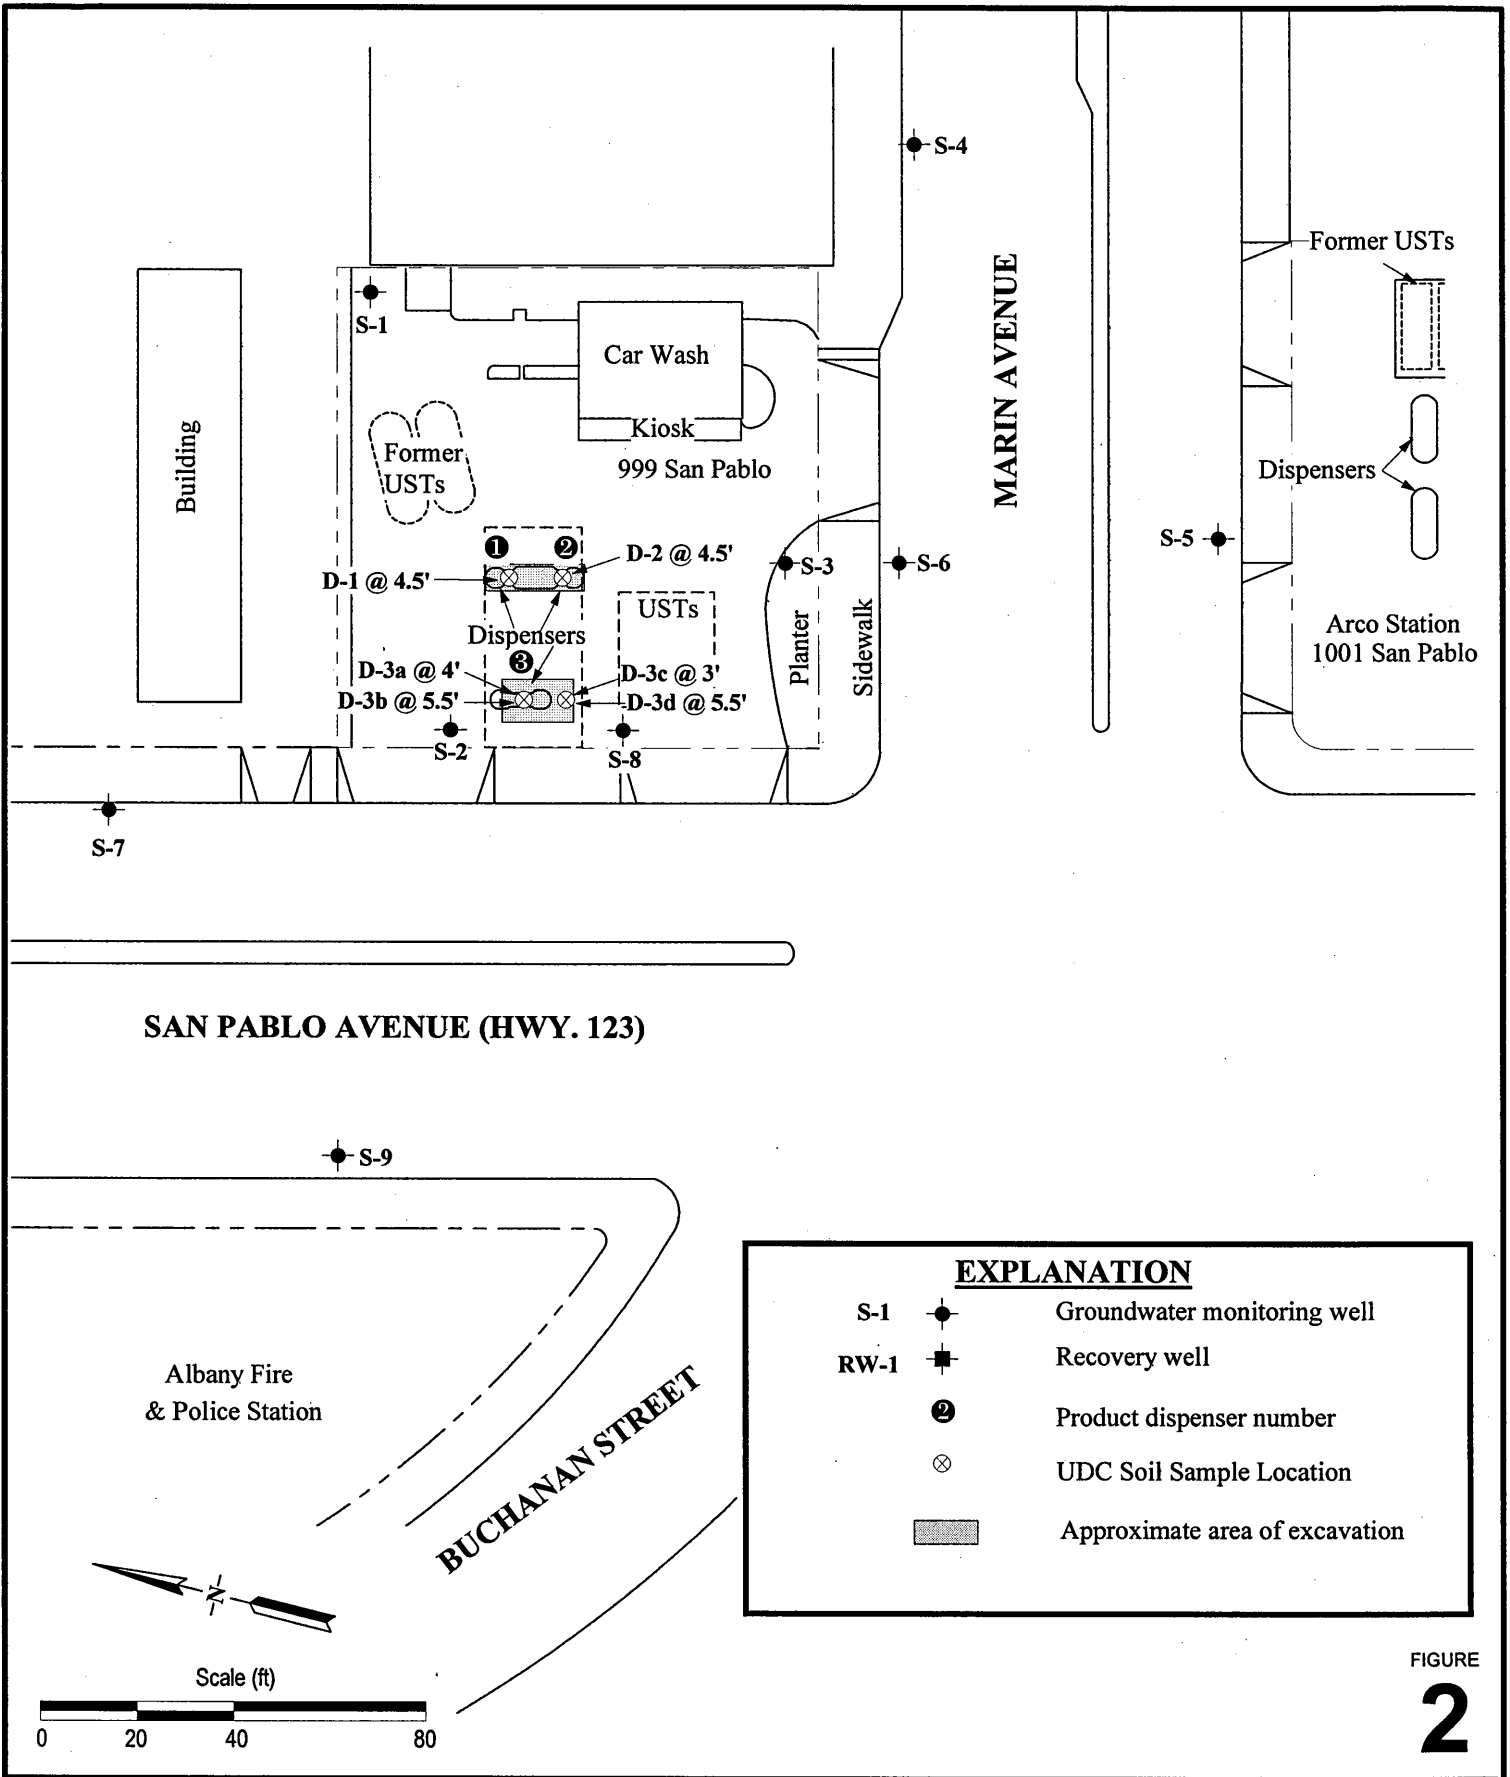 S-4
MARIN AVENUE
Former USTs
S-1
Car Wash
Kiosk
999 San Pablo
Building
Former
USTs
Dispensers
1
2
D-2 @ 4.5'
D-1 @ 4.5'
S-3
S-6
S-5
USTs
Dispensers
3
D-3a @ 4'
D-3b @ 5.5'
D-3c @ 3'
D-3d @ 5.5'
Planter
Sidewalk
Arco Station
1001 San Pablo
S-2
S-8
S-7
SAN PABLO AVENUE (HWY. 123)
S-9
Albany Fire
& Police Station
BUCHANAN STREET
EXPLANATION
S-1 Groundwater monitoring well
RW-1 Recovery well
2 Product dispenser number
UDC Soil Sample Location
Approximate area of excavation
N
Scale (ft)
0 20 40 80
FIGURE
2